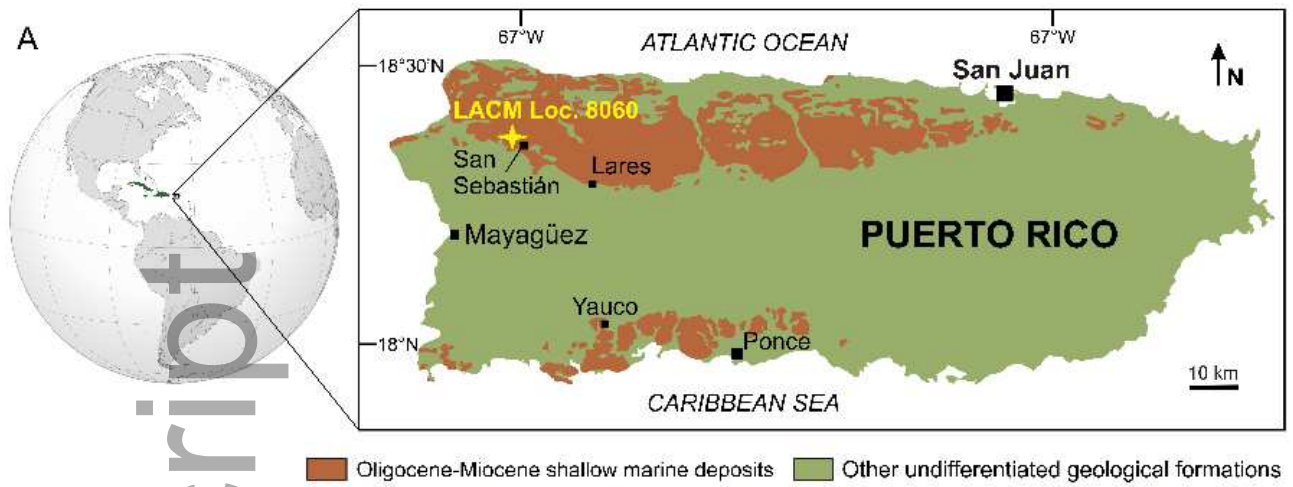 A
67°W
67°W
ATLANTIC OCEAN
18°30'N
San Juan
N
LACM Loc. 8060
San
Sebastián
Lares
Mayagüez
PUERTO RICO
Yauco
18°N
Ponce
10 km
CARIBBEAN SEA
Oligocene-Miocene shallow marine deposits
Other undifferentiated geological formations
ript